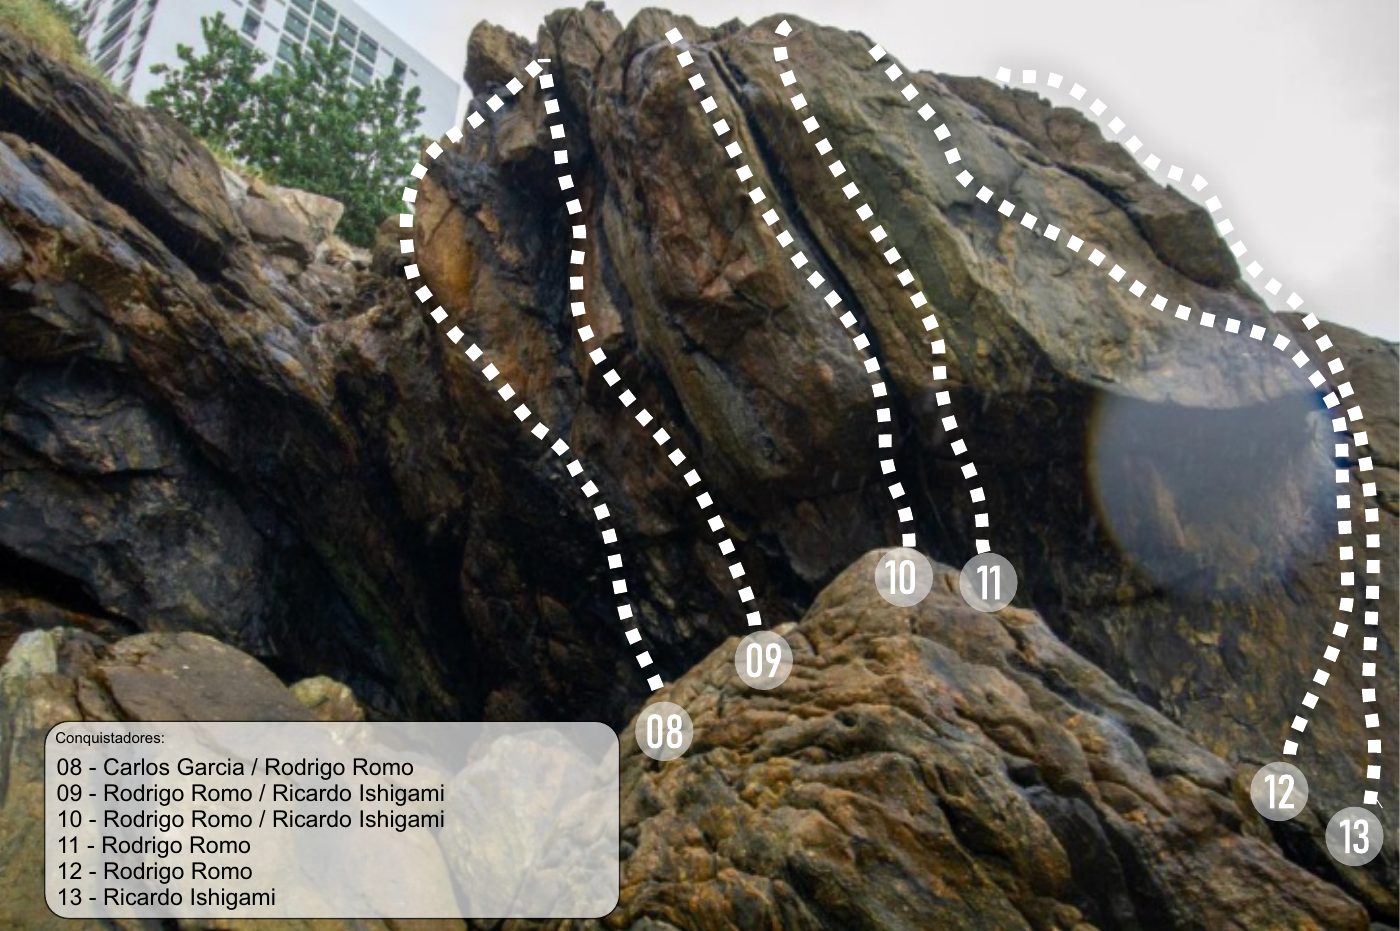 10
11
09
08
12
13
Conquistadores:
08 - Carlos Garcia / Rodrigo Romo
09 - Rodrigo Romo / Ricardo Ishigami
10 - Rodrigo Romo / Ricardo Ishigami
11 - Rodrigo Romo
12 - Rodrigo Romo
13 - Ricardo Ishigami